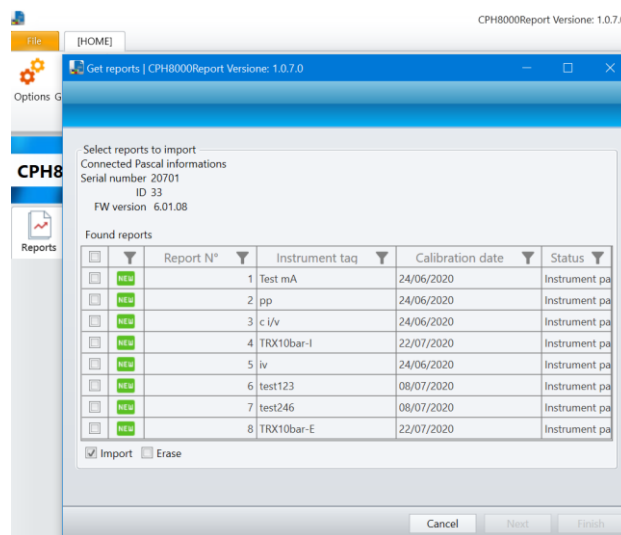 CPH8000Report Versione: 1.0.7.0
File [HOME]
Get reports | CPH8000Report Versione: 1.0.7.0
Options G
CPH8
Reports
Select reports to import
Connected Pascal informations
Serial number 20701
ID 33
FW version 6.01.08
Found reports
Report N° Instrument tag Calibration date Status
NEW 1 Test mA 24/06/2020 Instrument pa
NEW 2 pp 24/06/2020 Instrument pa
NEW 3 c i/v 24/06/2020 Instrument pa
NEW 4 TRX10bar-I 22/07/2020 Instrument pa
NEW 5 iv 24/06/2020 Instrument pa
NEW 6 test123 08/07/2020 Instrument pa
NEW 7 test246 08/07/2020 Instrument pa
NEW 8 TRX10bar-E 22/07/2020 Instrument pa
Import Erase
Cancel Next Finish